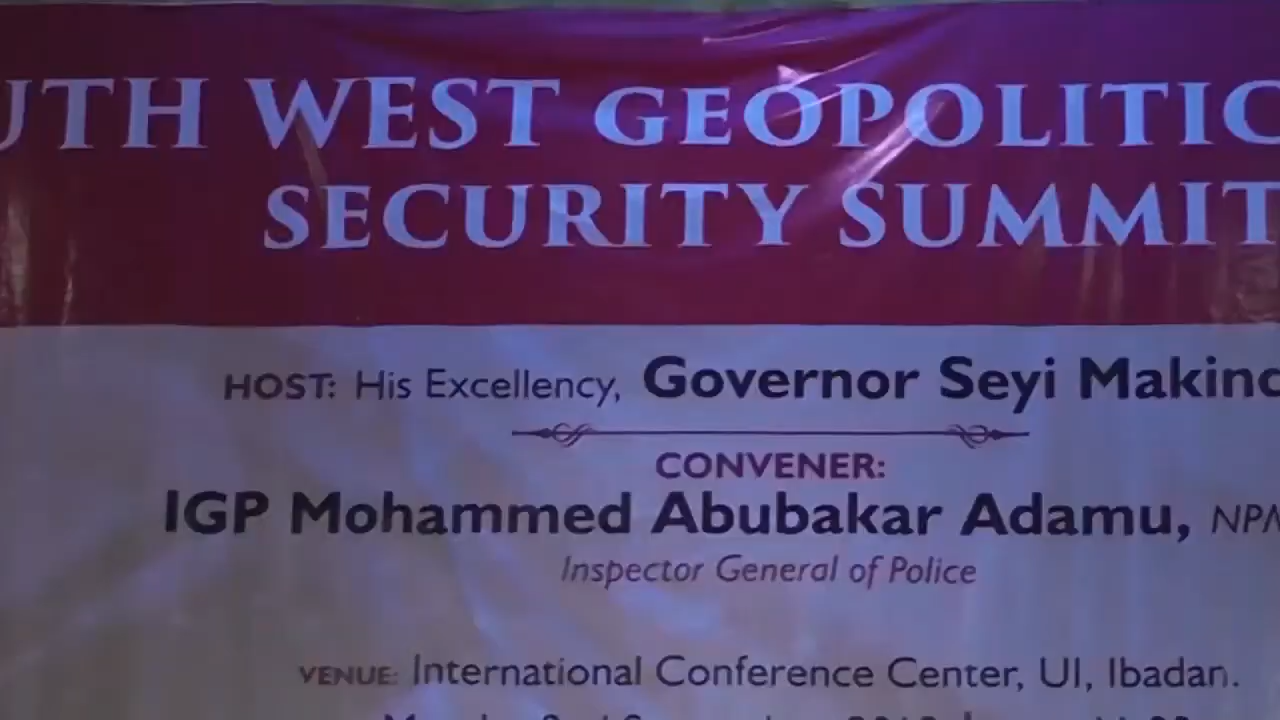 UTH WEST GEOPOLITIC
SECURITY SUMMIT
HOST: His Excellency, Governor Seyi Makind
CONVENER:
IGP Mohammed Abubakar Adamu, NPM
Inspector General of Police
VENUE: International Conference Center, UI, Ibadan.